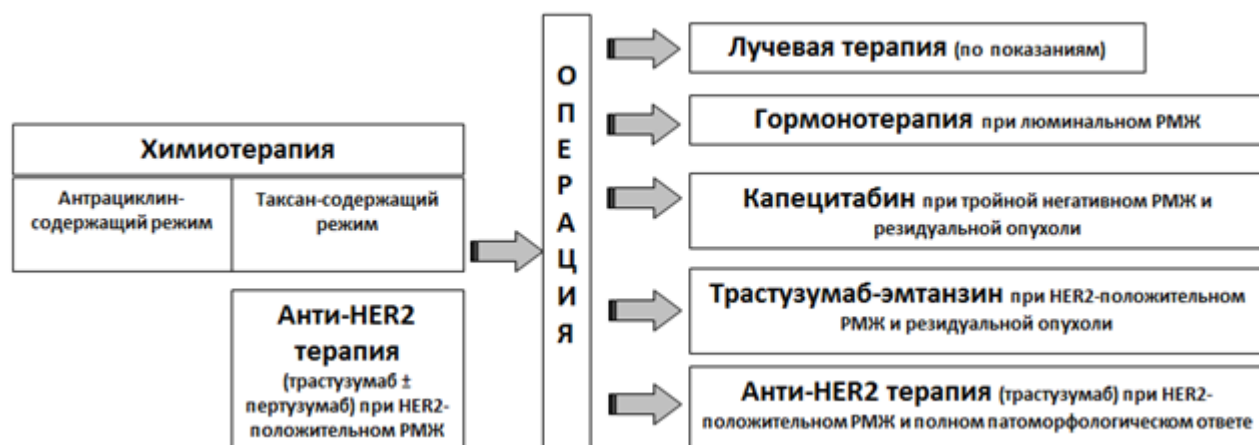 Химиотерапия
Антрациклин-
содержащий режим
Таксан-содержащий
режим
Анти-HER2
терапия
(трастузумаб ±
пертузумаб) при HER2-
положительном РМЖ
О
П
Е
Р
А
Ц
И
Я
Лучевая терапия (по показаниям)
Гормонотерапия при люминальном РМЖ
Капецитабин при тройной негативном РМЖ и
резидуальной опухоли
Трастузумаб-эмтанзин при HER2-положительном
РМЖ и резидуальной опухоли
Анти-HER2 терапия (трастузумаб) при HER2-
положительном РМЖ и полном патоморфологическом ответе